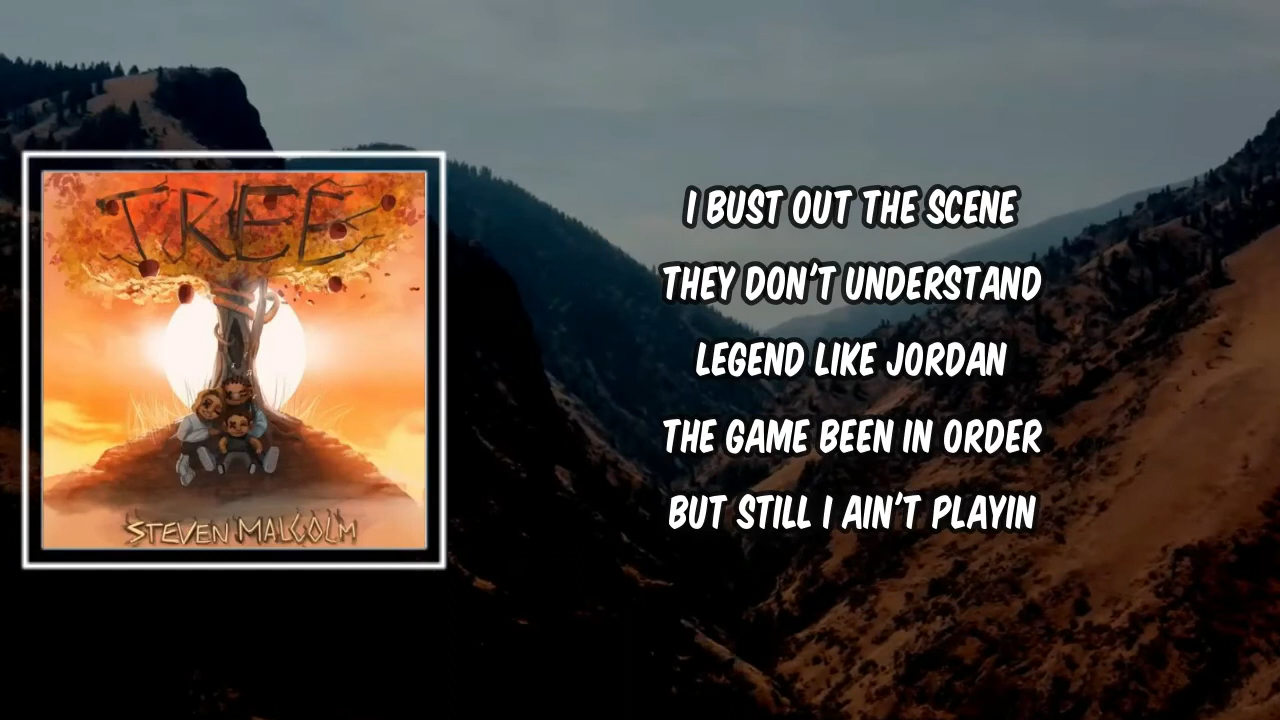 TREE
STEVEN MALCOLM
I BUST OUT THE SCENE
THEY DON'T UNDERSTAND
LEGEND LIKE JORDAN
THE GAME BEEN IN ORDER
BUT STILL I AIN'T PLAYIN